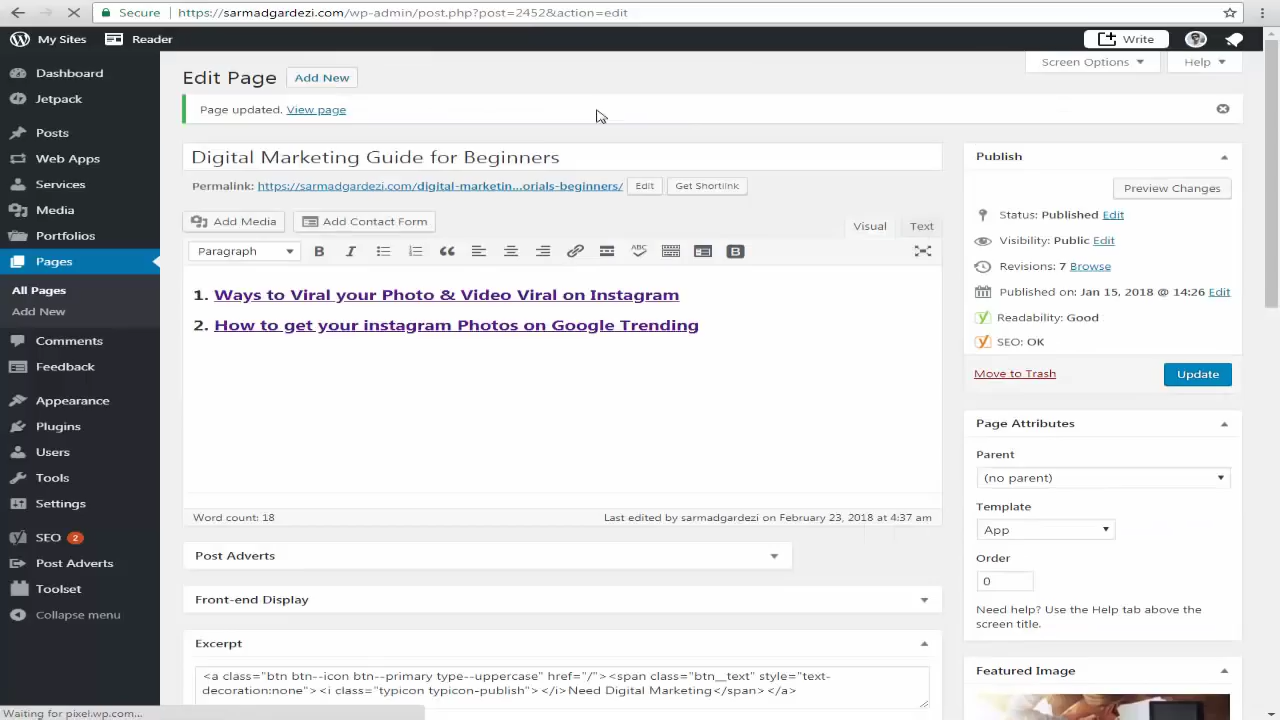 Secure https://sarmadgardezi.com/wp-admin/post.php?post=2452&action=edit
My Sites Reader Write
Screen Options Help
Dashboard
Jetpack
Posts
Web Apps
Services
Media
Portfolios
Pages
All Pages
Add New
Comments
Feedback
Appearance
Plugins
Users
Tools
Settings
SEO 2
Post Adverts
Toolset
Collapse menu
Edit Page Add New
Page updated. View page
Digital Marketing Guide for Beginners
Permalink: https://sarmadgardezi.com/digital-marketin...orials-beginners/ Edit Get Shortlink
Add Media Add Contact Form Visual Text
Paragraph B I ABC B
1. Ways to Viral your Photo & Video Viral on Instagram
2. How to get your instagram Photos on Google Trending
Word count: 18 Last edited by sarmadgardezi on February 23, 2018 at 4:37 am
Post Adverts
Front-end Display
Excerpt
<a class="btn btn--icon btn--primary type--uppercase" href="/"><span class="btn__text" style="text-
decoration:none"><i class="typicon typicon-publish"></i>Need Digital Marketing</span></a>
Publish
Preview Changes
Status: Published Edit
Visibility: Public Edit
Revisions: 7 Browse
Published on: Jan 15, 2018 @ 14:26 Edit
Readability: Good
SEO: OK
Move to Trash Update
Page Attributes
Parent
(no parent)
Template
App
Order
0
Need help? Use the Help tab above the
screen title.
Featured Image
Waiting for pixel.wp.com...